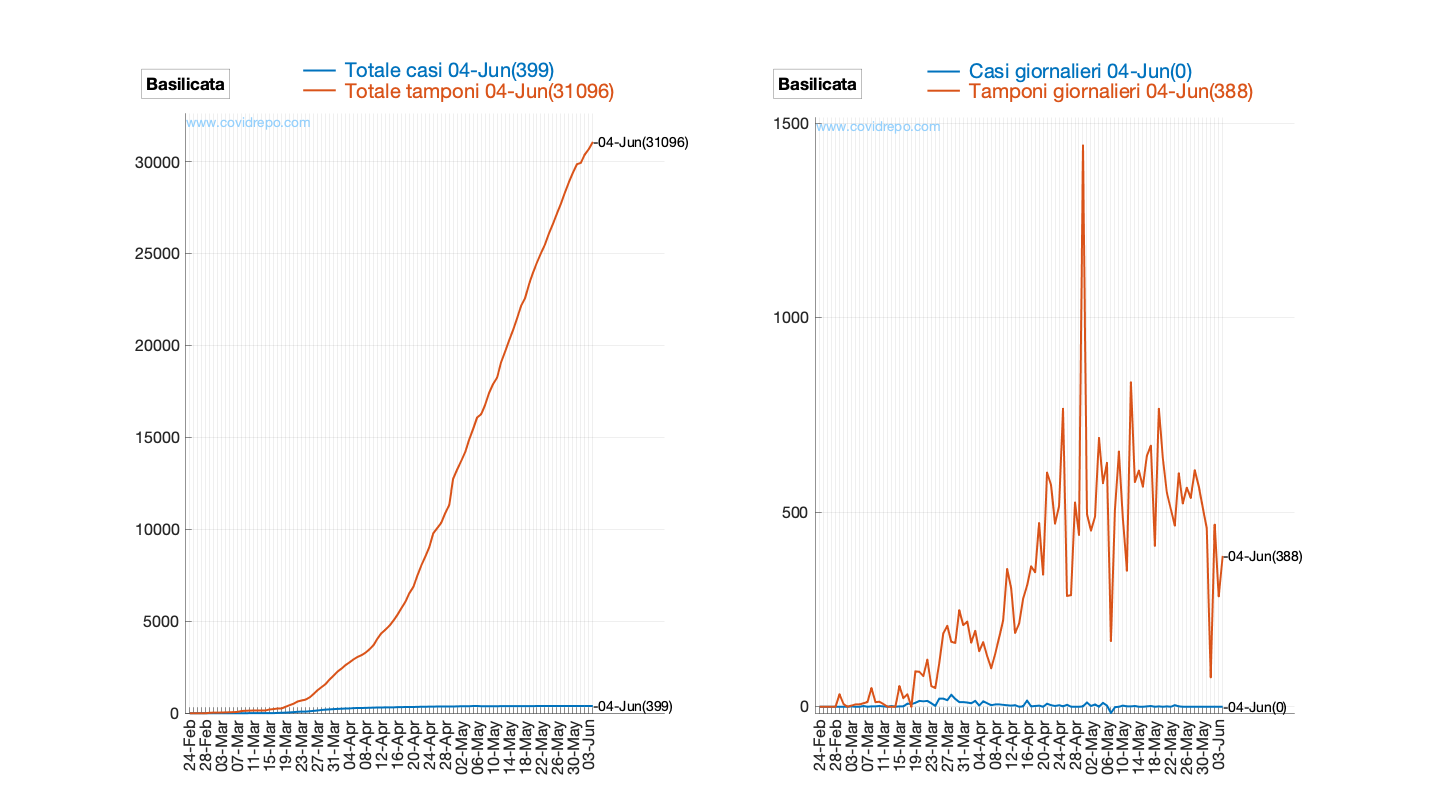 Basilicata
Totale casi 04-Jun(399)
Totale tamponi 04-Jun(31096)
www.covidrepo.com
04-Jun(31096)
30000
25000
20000
15000
10000
5000
0
04-Jun(399)
24-Feb
28-Feb
03-Mar
07-Mar
11-Mar
15-Mar
19-Mar
23-Mar
27-Mar
31-Mar
04-Apr
08-Apr
12-Apr
16-Apr
20-Apr
24-Apr
28-Apr
02-May
06-May
10-May
14-May
18-May
22-May
26-May
30-May
03-Jun
Basilicata
Casi giornalieri 04-Jun(0)
Tamponi giornalieri 04-Jun(388)
www.covidrepo.com
1500
1000
500
0
04-Jun(388)
04-Jun(0)
24-Feb
28-Feb
03-Mar
07-Mar
11-Mar
15-Mar
19-Mar
23-Mar
27-Mar
31-Mar
04-Apr
08-Apr
12-Apr
16-Apr
20-Apr
24-Apr
28-Apr
02-May
06-May
10-May
14-May
18-May
22-May
26-May
30-May
03-Jun